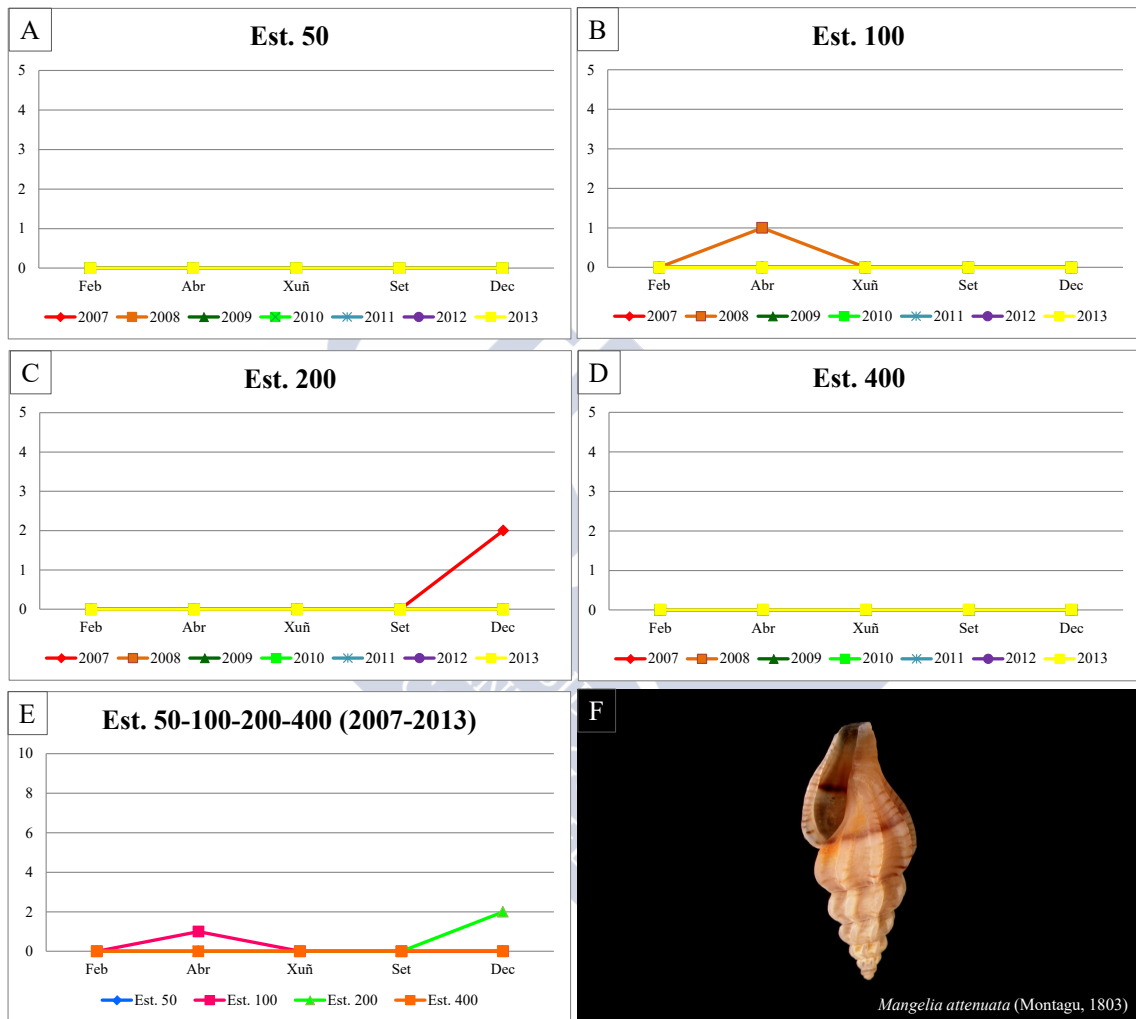 A
Est. 50
5
4
3
2
1
0
Feb Abr Xuñ Set Dec
2007 2008 2009 2010 2011 2012 2013
B
Est. 100
5
4
3
2
1
0
Feb Abr Xuñ Set Dec
2007 2008 2009 2010 2011 2012 2013
C
Est. 200
5
4
3
2
1
0
Feb Abr Xuñ Set Dec
2007 2008 2009 2010 2011 2012 2013
D
Est. 400
5
4
3
2
1
0
Feb Abr Xuñ Set Dec
2007 2008 2009 2010 2011 2012 2013
E
Est. 50-100-200-400 (2007-2013)
10
8
6
4
2
0
Feb Abr Xuñ Set Dec
Est. 50 Est. 100 Est. 200 Est. 400
F
Mangelia attenuata (Montagu, 1803)